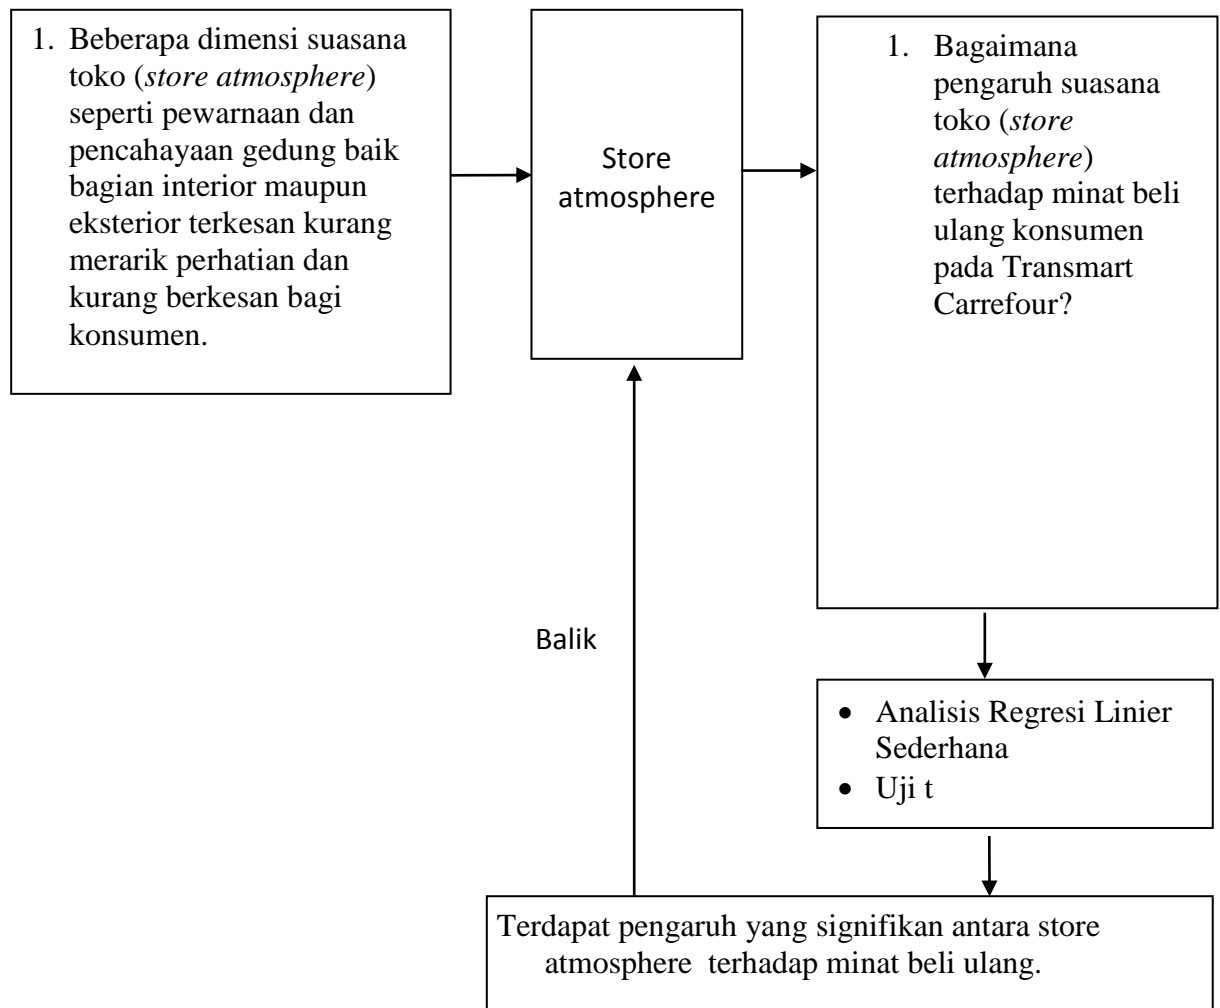 1. Beberapa dimensi suasana
toko (store atmosphere)
seperti pewarnaan dan
pencahayaan gedung baik
bagian interior maupun
eksterior terkesan kurang
merarik perhatian dan
kurang berkesan bagi
konsumen.
Store
atmosphere
1. Bagaimana
pengaruh suasana
toko (store
atmosphere)
terhadap minat beli
ulang konsumen
pada Transmart
Carrefour?
Balik
• Analisis Regresi Linier
Sederhana
• Uji t
Terdapat pengaruh yang signifikan antara store
atmosphere terhadap minat beli ulang.